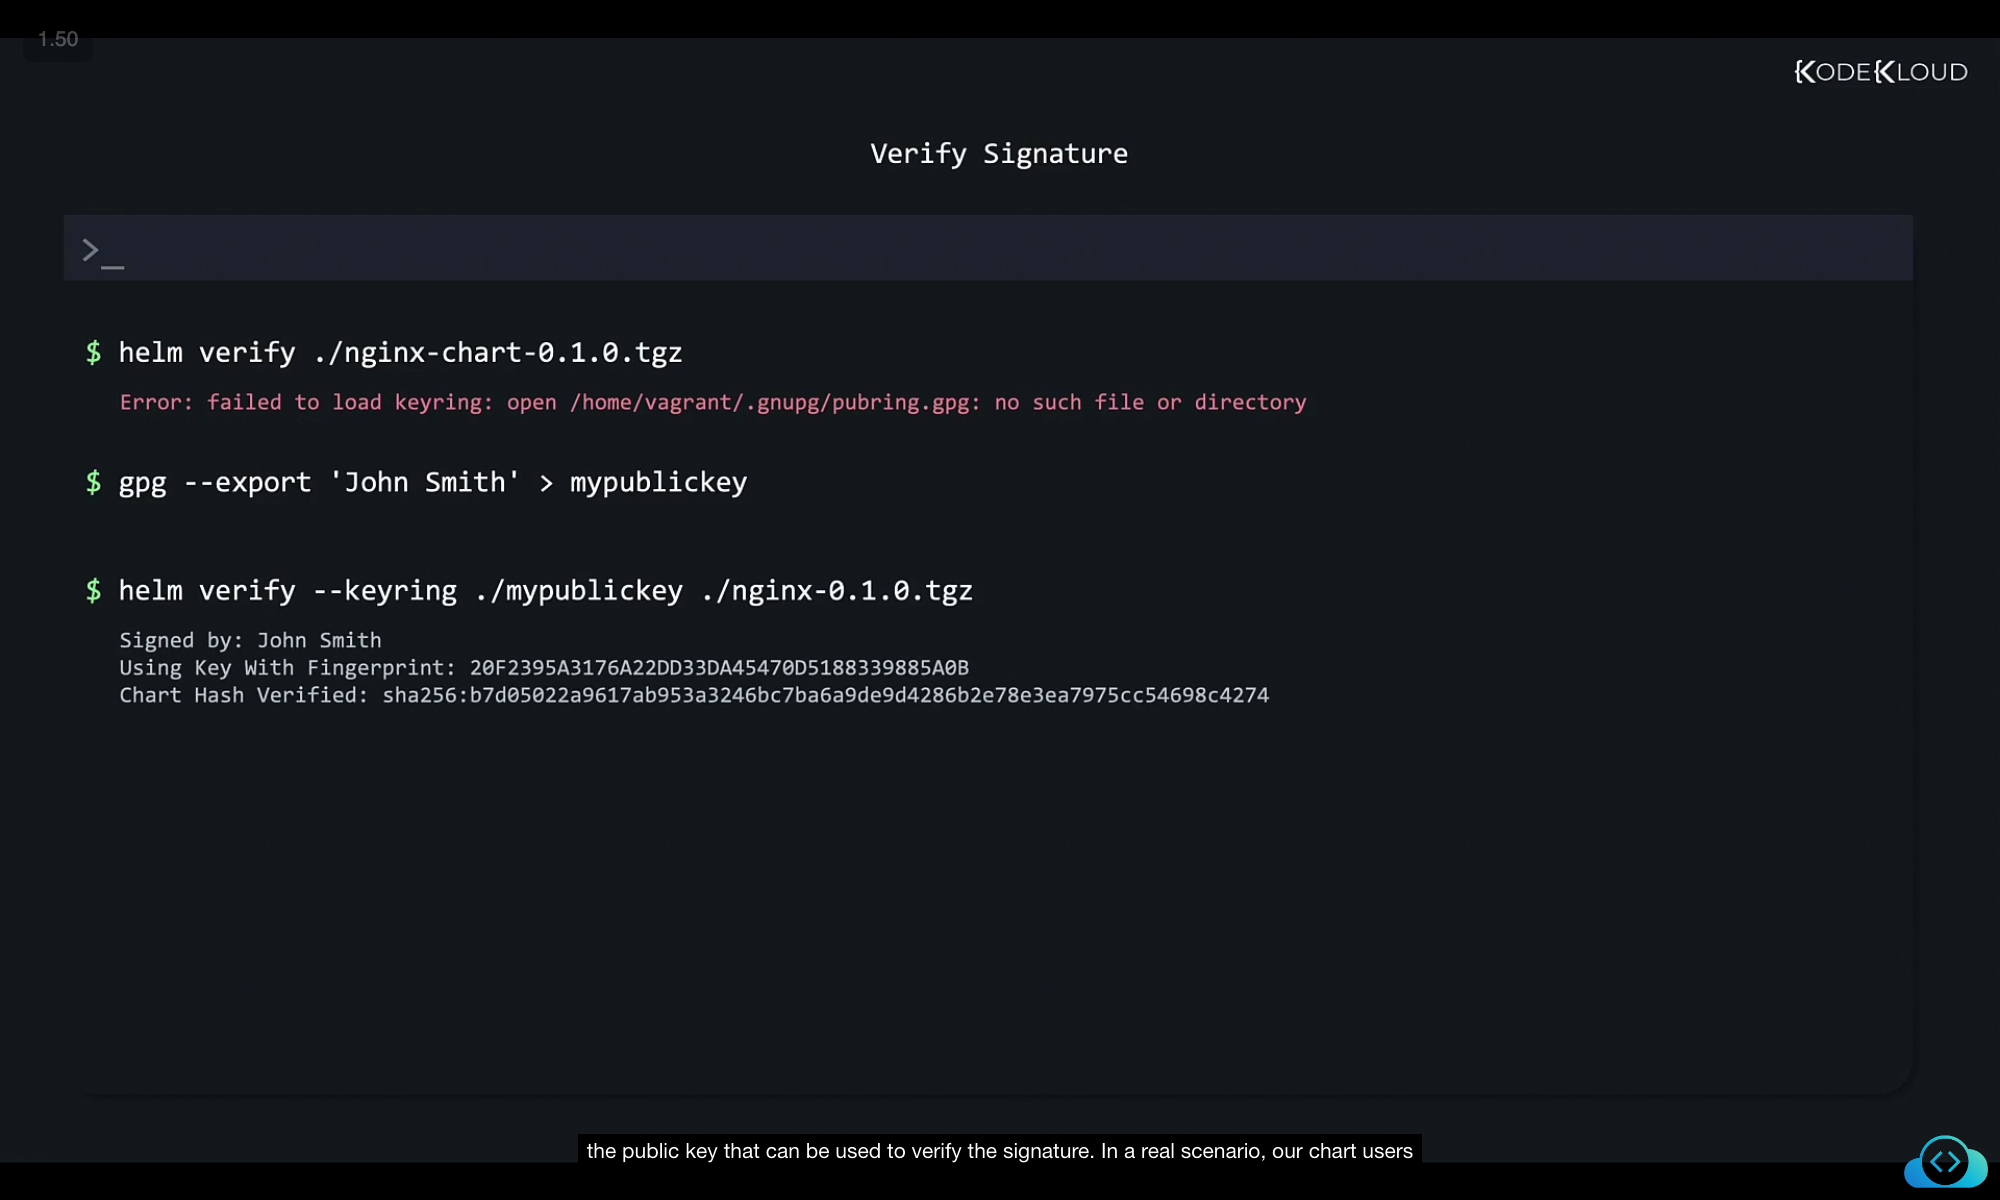 1.50
KODEKLOUD
Verify Signature
>_
$ helm verify ./nginx-chart-0.1.0.tgz
Error: failed to load keyring: open /home/vagrant/.gnupg/pubring.gpg: no such file or directory
$ gpg --export 'John Smith' > mypublickey
$ helm verify --keyring ./mypublickey ./nginx-0.1.0.tgz
Signed by: John Smith
Using Key With Fingerprint: 20F2395A3176A22DD33DA45470D5188339885A0B
Chart Hash Verified: sha256:b7d05022a9617ab953a3246bc7ba6a9de9d4286b2e78e3ea7975cc54698c4274
the public key that can be used to verify the signature. In a real scenario, our chart users